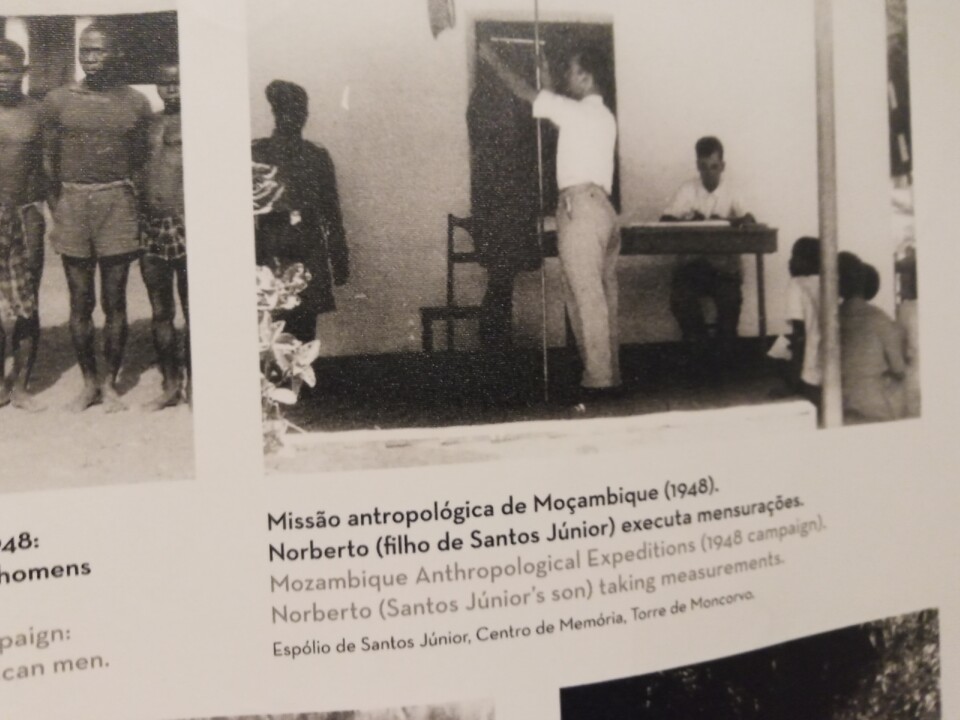 948:
homens
paign:
can men.
Missão antropológica de Moçambique (1948).
Norberto (filho de Santos Júnior) executa mensurações.
Mozambique Anthropological Expeditions (1948 campaign).
Norberto (Santos Júnior's son) taking measurements.
Espólio de Santos Júnior, Centro de Memória, Torre de Moncorvo.